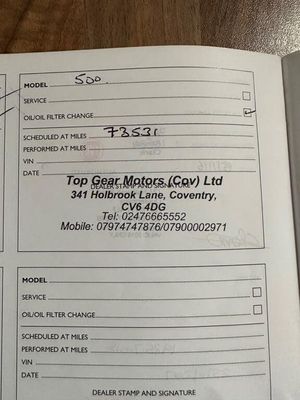 MODEL 500
SERVICE
OIL/OIL FILTER CHANGE
SCHEDULED AT MILES 73531
PERFORMED AT MILES
VIN
DATE
DEALER STAMP AND SIGNATURE
Top Gear Motors (Cov) Ltd
341 Holbrook Lane, Coventry,
CV6 4DG
Tel: 02476665552
Mobile: 07974747876/07900002971
MODEL
SERVICE
OIL/OIL FILTER CHANGE
SCHEDULED AT MILES
PERFORMED AT MILES
VIN
DATE
DEALER STAMP AND SIGNATURE